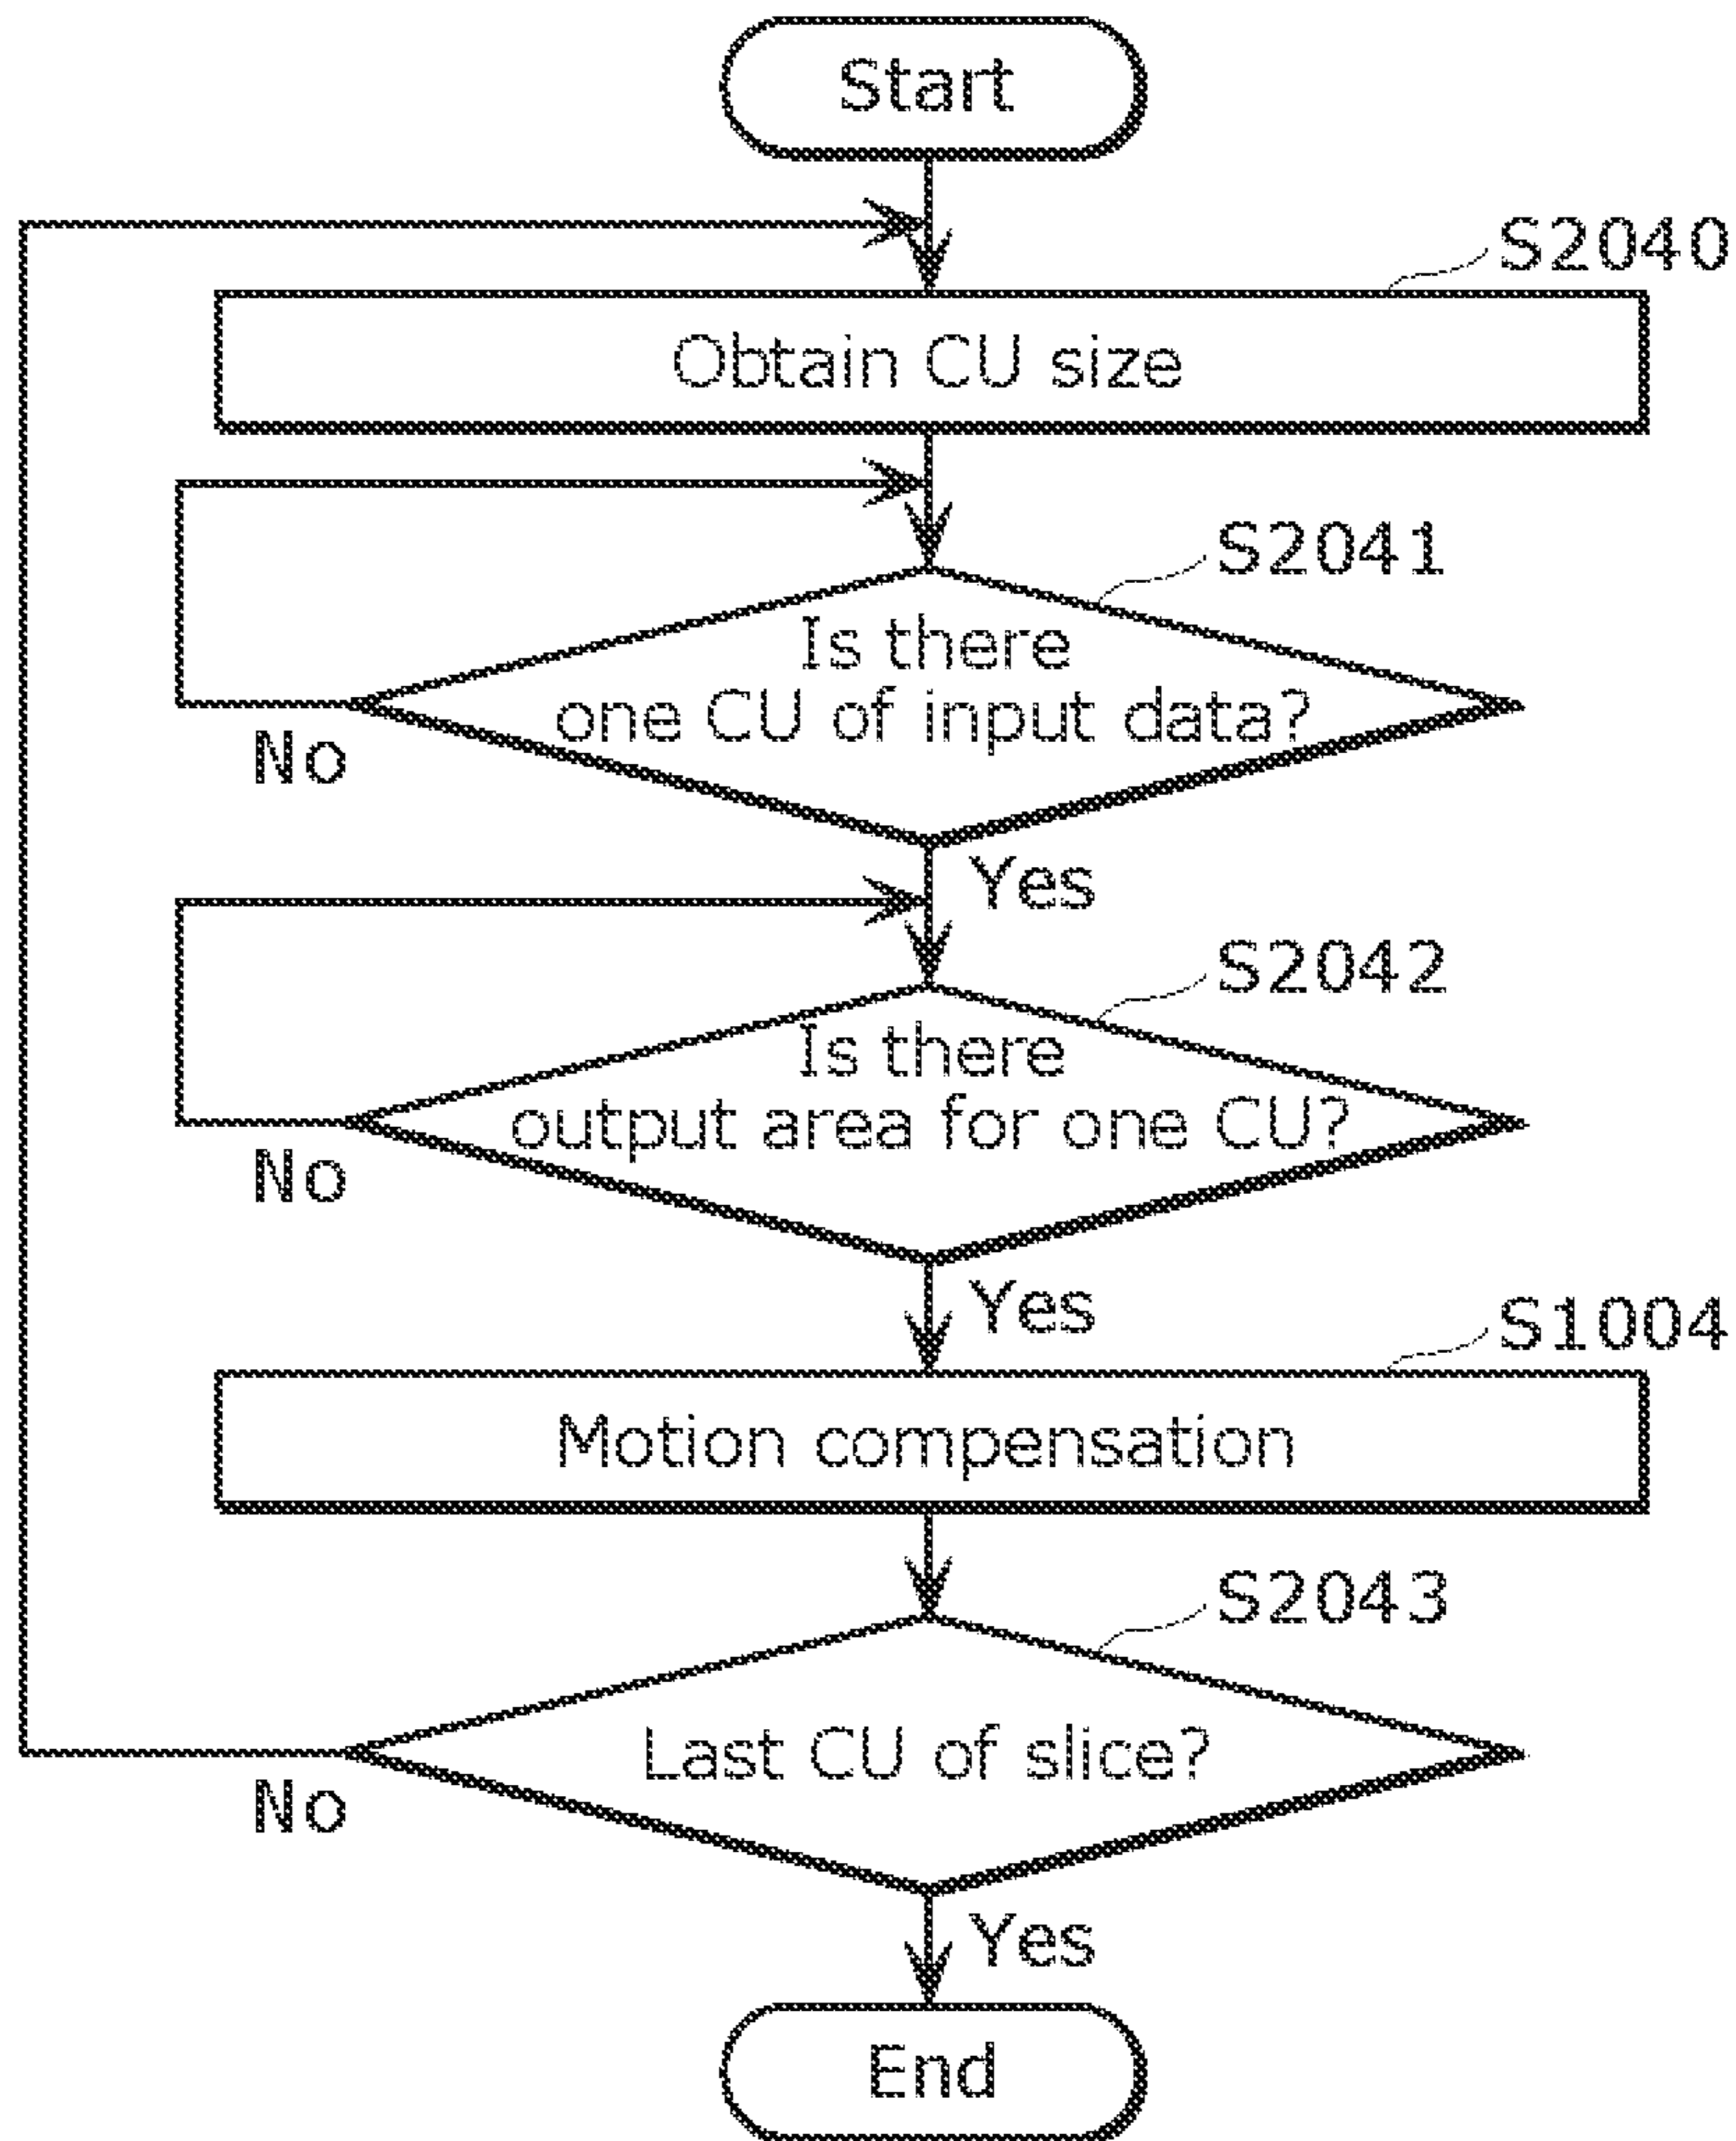 Start
S2040
Obtain CU size
S2041
Is there
one CU of input data?
No
Yes
S2042
Is there
output area for one CU?
No
Yes
S1004
Motion compensation
S2043
Last CU of slice?
No
Yes
End